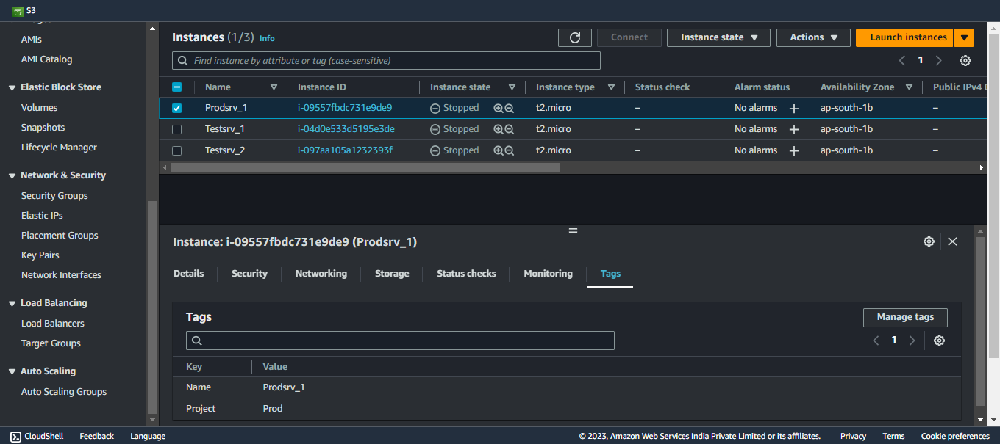 S3
AMIs
AMI Catalog
Elastic Block Store
Volumes
Snapshots
Lifecycle Manager
Network & Security
Security Groups
Elastic IPs
Placement Groups
Key Pairs
Network Interfaces
Load Balancing
Load Balancers
Target Groups
Auto Scaling
Auto Scaling Groups
Instances (1/3) Info
Connect Instance state Actions Launch instances
Find instance by attribute or tag (case-sensitive)
1
Name Instance ID Instance state Instance type Status check Alarm status Availability Zone Public IPv4 D
Prodsrv_1 i-09557fbdc731e9de9 Stopped t2.micro – No alarms + ap-south-1b –
Testsrv_1 i-04d0e533d5195e3de Stopped t2.micro – No alarms + ap-south-1b –
Testsrv_2 i-097aa105a1232393f Stopped t2.micro – No alarms + ap-south-1b –
Instance: i-09557fbdc731e9de9 (Prodsrv_1)
Details Security Networking Storage Status checks Monitoring Tags
Tags
Manage tags
1
Key Value
Name Prodsrv_1
Project Prod
CloudShell Feedback Language © 2023, Amazon Web Services India Private Limited or its affiliates. Privacy Terms Cookie preferences